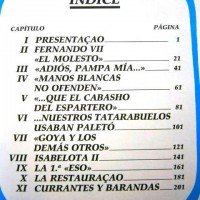 ÍNDICE
CAPÍTULO PÁGINA
I PRESENTAÇAO 1
II FERNANDO VII
«EL MOLESTO» 21
III «ADIÓS, PAMPA MÍA...» 41
IV «MANOS BLANCAS
NO OFENDEN» 61
V «...QUE EL CABASHO
DEL ESPARTERO» 81
VI ...NUESTROS TATARABUELOS
USABAN PALETÓ 101
VII «GOYA Y LOS
DEMÁS OTROS» 121
VIII ISABELOTA II 141
IX LA 1.ª «ESO» 161
X LA RESTAURAÇAO 181
XI CURRANTES Y BARANDAS 201